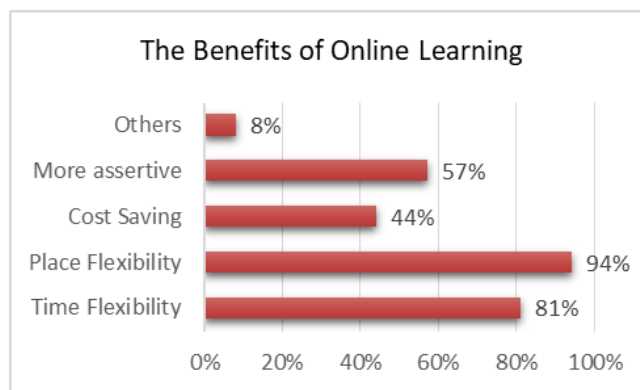 The Benefits of Online Learning
Others 8%
More assertive 57%
Cost Saving 44%
Place Flexibility 94%
Time Flexibility 81%
0% 20% 40% 60% 80% 100%